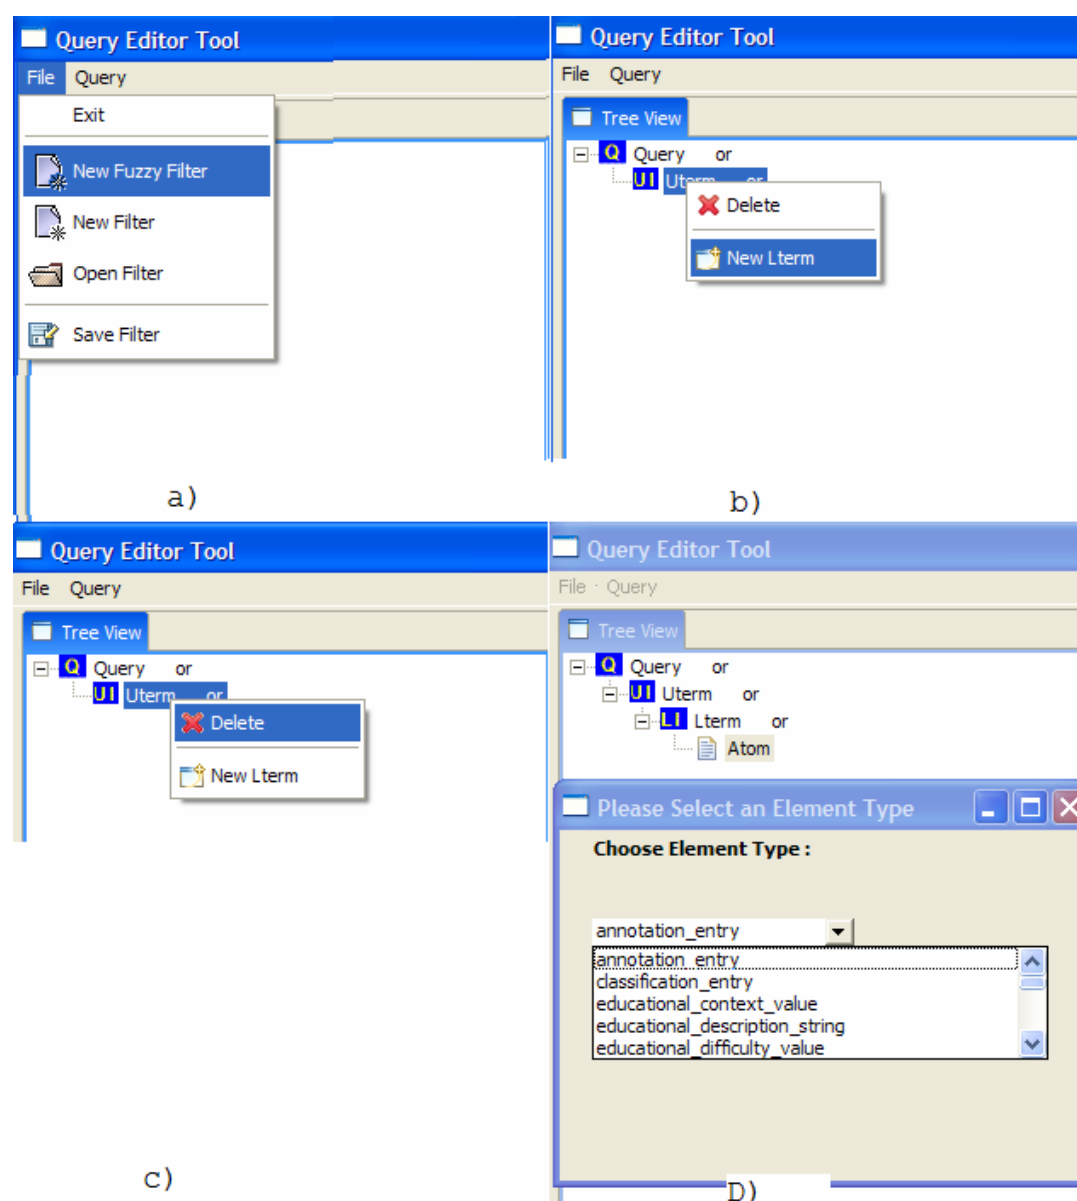 Query Editor Tool
File Query
Exit
New Fuzzy Filter
New Filter
Open Filter
Save Filter
a)
Query Editor Tool
File Query
Tree View
Q Query or
UI Uterm or
Delete
New Lterm
b)
Query Editor Tool
File Query
Tree View
Q Query or
UI Uterm or
Delete
New Lterm
c)
Query Editor Tool
File Query
Tree View
Q Query or
UI Uterm or
LI Lterm or
Atom
Please Select an Element Type
Choose Element Type :
annotation_entry
annotation_entry
classification_entry
educational_context_value
educational_description_string
educational_difficulty_value
D)